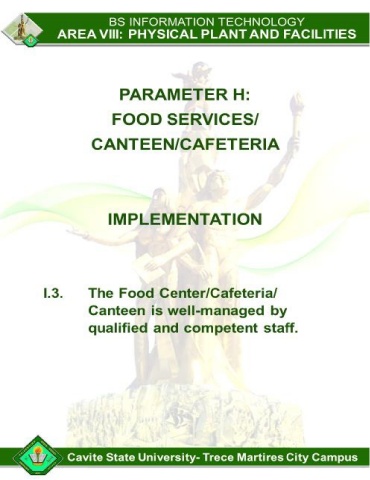 BS INFORMATION TECHNOLOGY
AREA VIII: PHYSICAL PLANT AND FACILITIES
PARAMETER H:
FOOD SERVICES/
CANTEEN/CAFETERIA
IMPLEMENTATION
I.3. The Food Center/Cafeteria/
Canteen is well-managed by
qualified and competent staff.
Cavite State University- Trece Martires City Campus